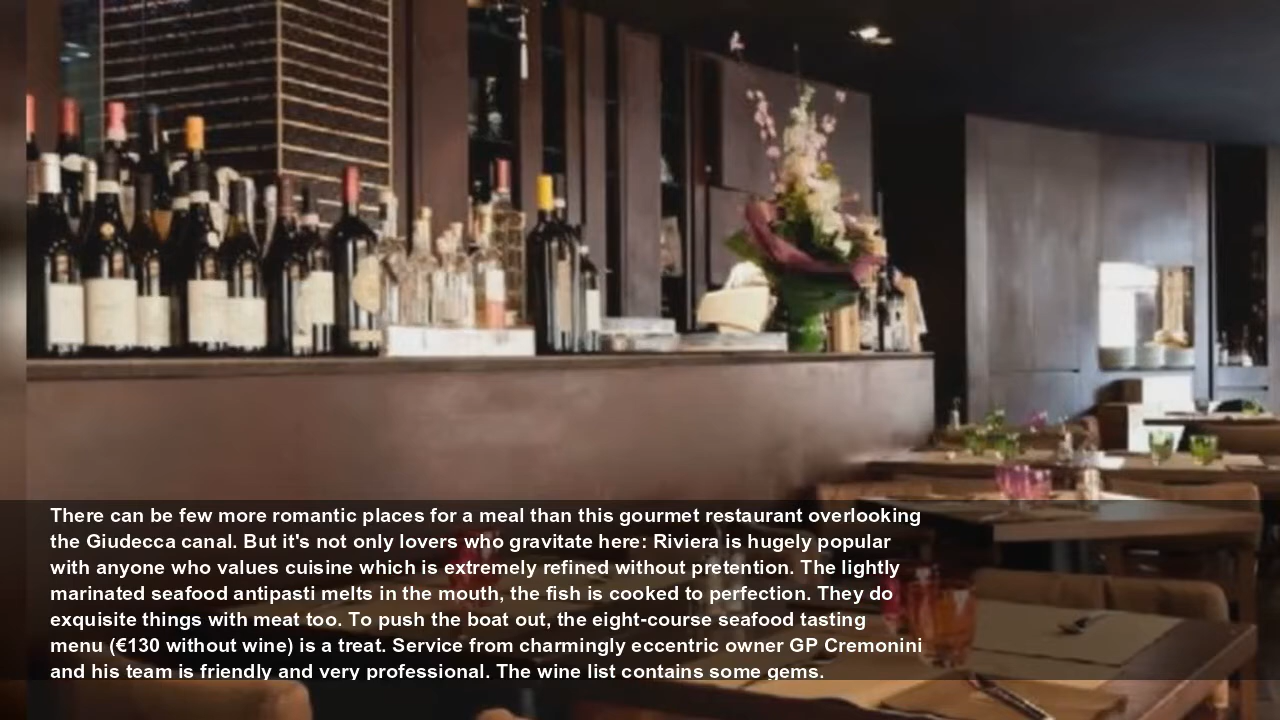 There can be few more romantic places for a meal than this gourmet restaurant overlooking
the Giudecca canal. But it's not only lovers who gravitate here: Riviera is hugely popular
with anyone who values cuisine which is extremely refined without pretention. The lightly
marinated seafood antipasti melts in the mouth, the fish is cooked to perfection. They do
exquisite things with meat too. To push the boat out, the eight-course seafood tasting
menu (€130 without wine) is a treat. Service from charmingly eccentric owner GP Cremonini
and his team is friendly and very professional. The wine list contains some gems.